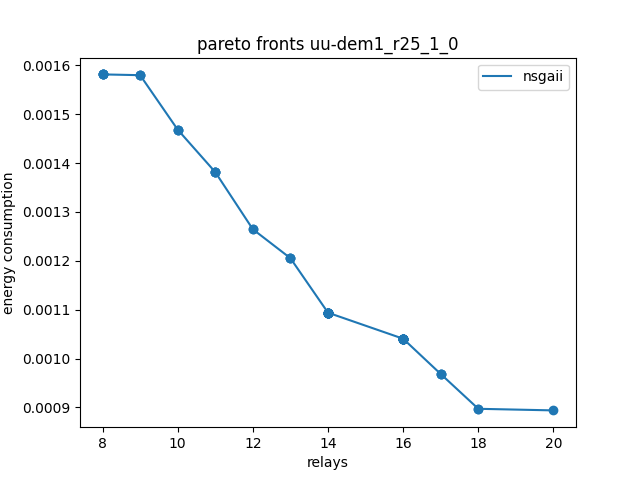 pareto fronts uu-dem1_r25_1_0
nsgaii
energy consumption
0.0016
0.0015
0.0014
0.0013
0.0012
0.0011
0.0010
0.0009
8 10 12 14 16 18 20
relays